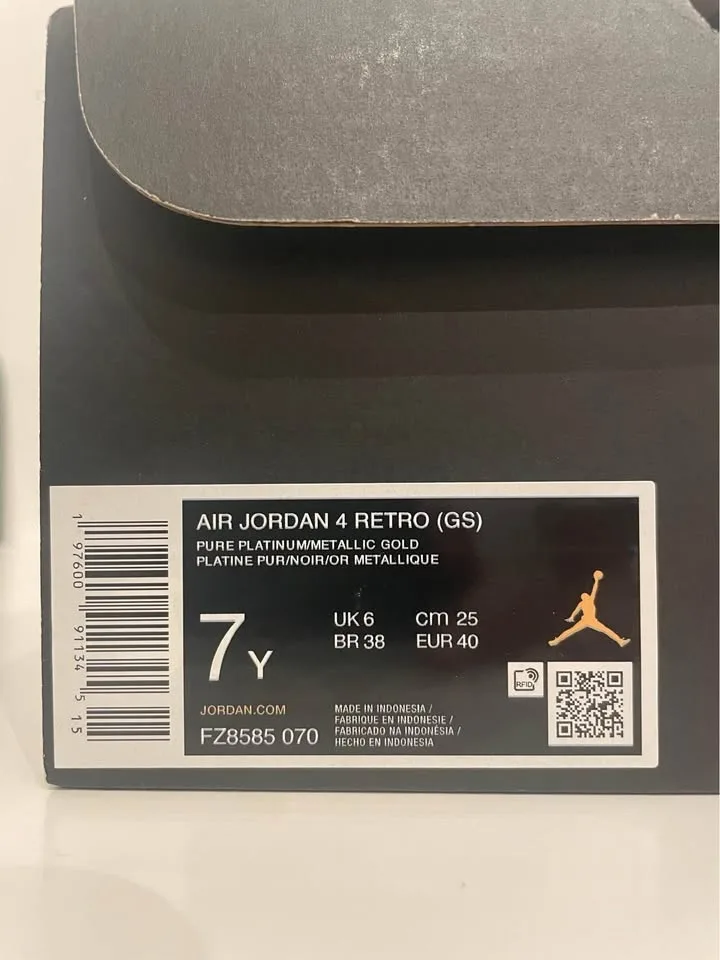 1 97600 91134 5 15
AIR JORDAN 4 RETRO (GS)
PURE PLATINUM/METALLIC GOLD
PLATINE PUR/NOIR/OR METALLIQUE
7Y
UK 6 cm 25
BR 38 EUR 40
RFID
JORDAN.COM
FZ8585 070
MADE IN INDONESIA /
FABRIQUE EN INDONESIE /
FABRICADO NA INDONÉSIA /
HECHO EN INDONESIA